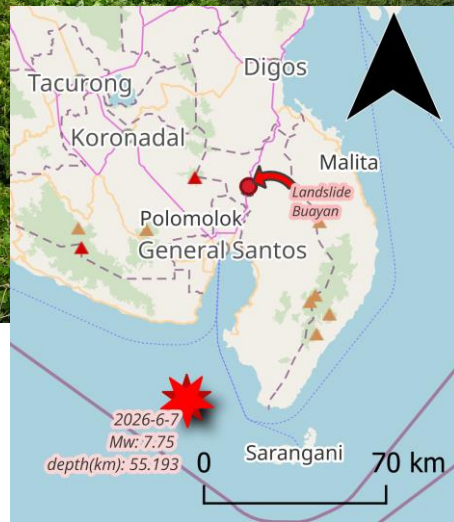 Digos
Tacurong
Koronadal
Malita
Landslide
Buayan
Polomolok
General Santos
2026-6-7
Mw: 7.75
depth(km): 55.193
Sarangani
0 70 km